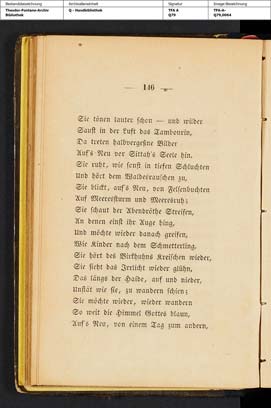 Bestandsbezeichnung
Archivalieneinheit
Signatur
Image-Bezeichnung
Theodor-Fontane-Archiv
Bibliothek
Q - Handbibliothek
TFA A
Q79
TFA-A-
Q79,0064
— 146 —
Sie tönen lauter schon — und wilder
Saust in der Luft das Tambourin,
Da treten halbvergeßne Bilder
Auf's Neu vor Sittah's Seele hin.
Sie ruht, wie sonst in tiefen Schluchten
Und hört dem Waldesrauschen zu,
Sie blickt, auf's Neu, von Felsenbuchten
Auf Meeressturm und Meeresruh;
Sie schaut der Abendröthe Streifen,
An denen einst ihr Auge hing,
Und möchte wieder danach greifen,
Wie Kinder nach dem Schmetterling.
Sie hört des Birkhuhns Kreischen wieder,
Sie sieht das Irrlicht wieder glühn,
Das längs der Haide, auf und nieder,
Unstät wie sie, zu wandern schien;
Sie möchte wieder, wieder wandern
So weit die Himmel Gottes blaun,
Auf's Neu, von einem Tag zum andern,